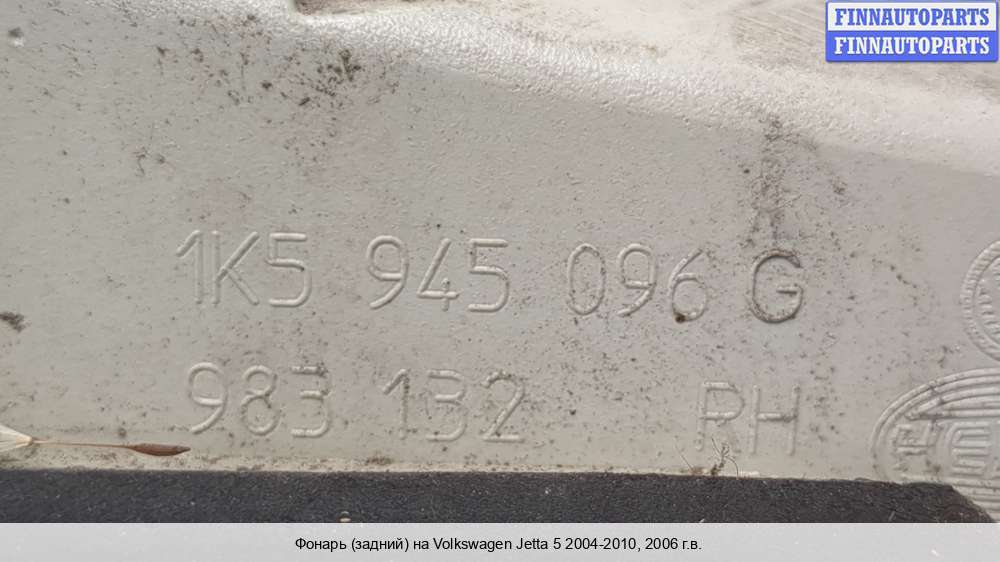 FINNAUTOPARTS
FINNAUTOPARTS
1K5 945 096 G
983 132 RH
Фонарь (задний) на Volkswagen Jetta 5 2004-2010, 2006 г.в.